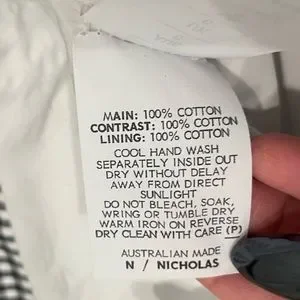 MAIN: 100% COTTON
CONTRAST: 100% COTTON
LINING: 100% COTTON
COOL HAND WASH
SEPARATELY INSIDE OUT
DRY WITHOUT DELAY
AWAY FROM DIRECT
SUNLIGHT
DO NOT BLEACH, SOAK,
WRING OR TUMBLE DRY
WARM IRON ON REVERSE
DRY CLEAN WITH CARE (P)
AUSTRALIAN MADE
N / NICHOLAS